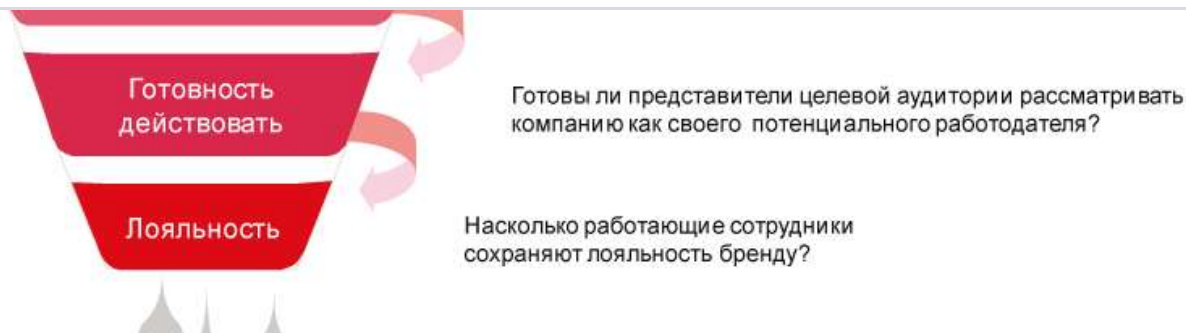 Готовность
действовать
Готовы ли представители целевой аудитории рассматривать
компанию как своего потенциального работодателя?
Лояльность
Насколько работающие сотрудники
сохраняют лояльность бренду?